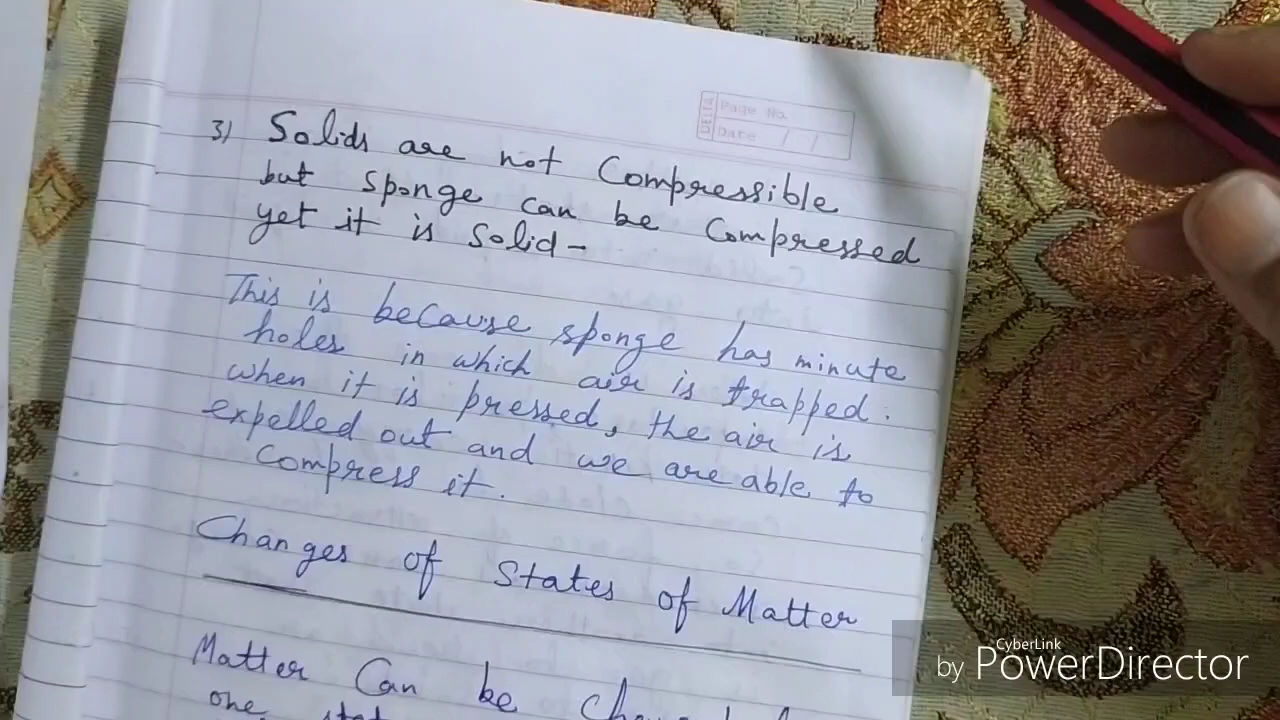 DELTA
Page No.
Date / /
3) Solids are not Compressible
but sponge can be Compressed
yet it is Solid -
This is because sponge has minute
holes in which air is trapped.
when it is pressed, the air is
expelled out and we are able to
Compress it.
Changes of States of Matter
Matter Can be
one
CyberLink
by PowerDirector